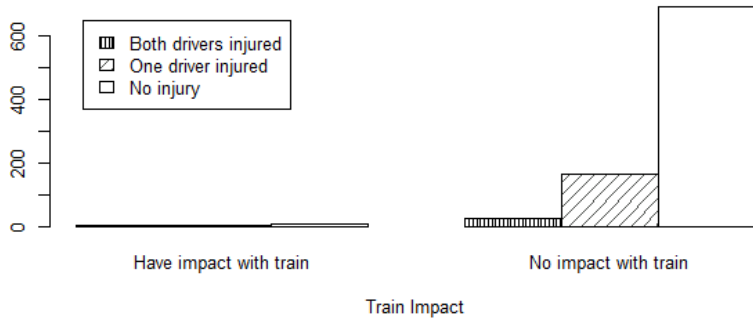 600
400
200
0
Both drivers injured
One driver injured
No injury
Have impact with train
No impact with train
Train Impact